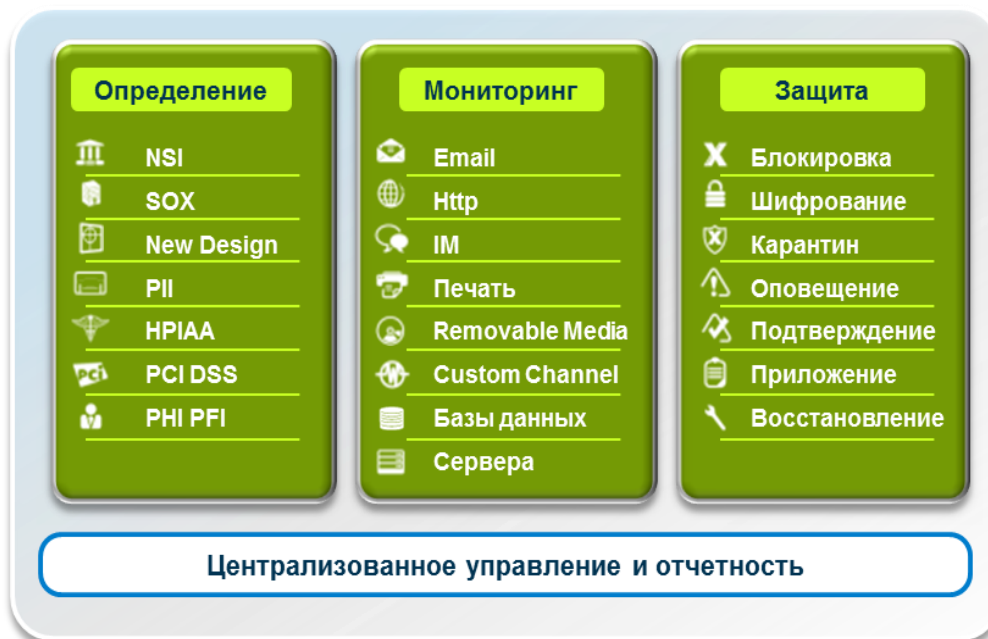 Определение
NSI
SOX
New Design
PII
HPIAA
PCI DSS
PHI PFI
Мониторинг
Email
Http
IM
Печать
Removable Media
Custom Channel
Базы данных
Сервера
Защита
Блокировка
Шифрование
Карантин
Оповещение
Подтверждение
Приложение
Восстановление
Централизованное управление и отчетность